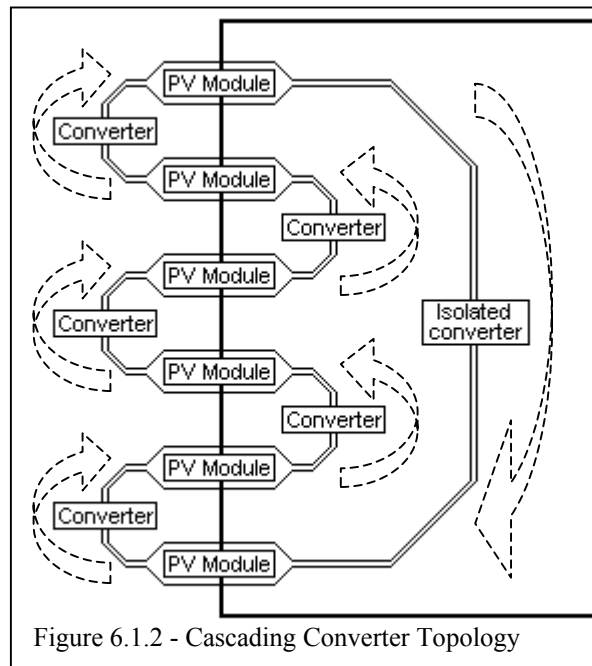 PV Module
Converter
PV Module
Converter
PV Module
Converter
Isolated
converter
PV Module
Converter
PV Module
Converter
PV Module
Figure 6.1.2 - Cascading Converter Topology